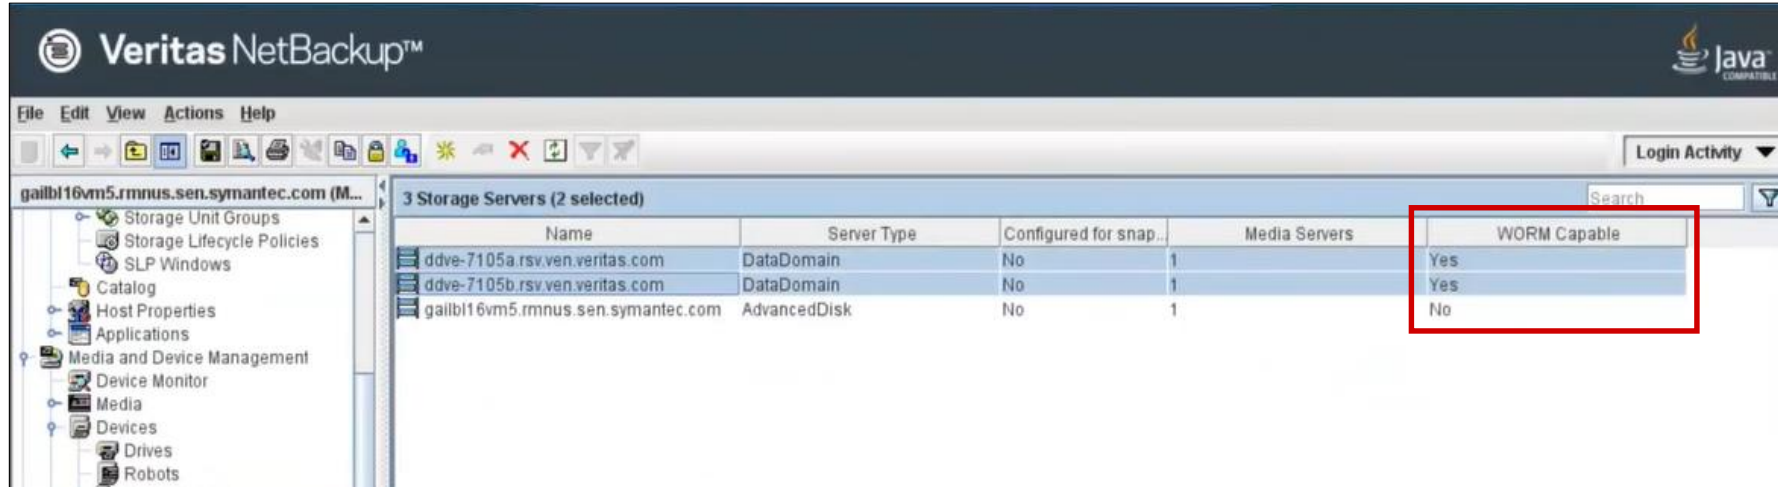 Veritas NetBackup™
Java
COMPATIBLE
File Edit View Actions Help
Login Activity
gailbl16vm5.rmnus.sen.symantec.com (M...
3 Storage Servers (2 selected)
Search
Storage Unit Groups
Storage Lifecycle Policies
SLP Windows
Catalog
Host Properties
Applications
Media and Device Management
Device Monitor
Media
Devices
Drives
Robots
Name Server Type Configured for snap... Media Servers WORM Capable
ddve-7105a.rsv.ven.veritas.com DataDomain No 1 Yes
ddve-7105b.rsv.ven.veritas.com DataDomain No 1 Yes
gailbl16vm5.rmnus.sen.symantec.com AdvancedDisk No 1 No